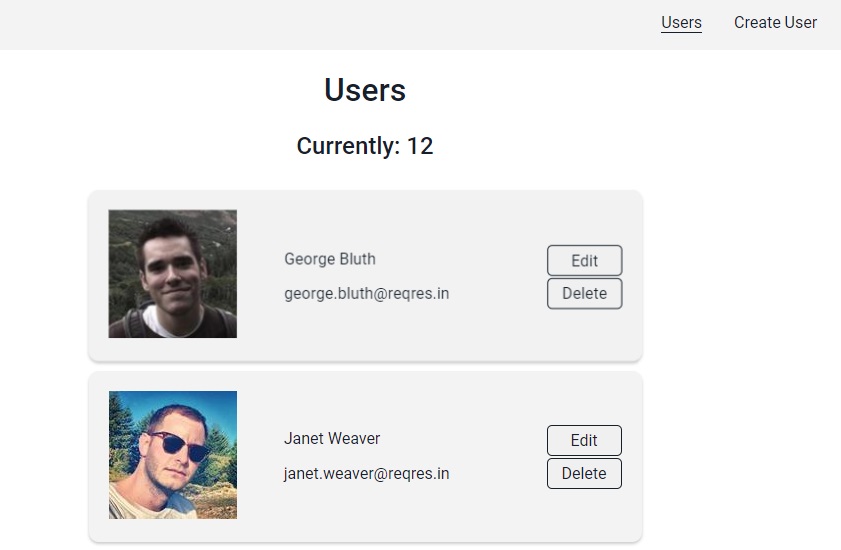 Users Create User
Users
Currently: 12
George Bluth
Edit
george.bluth@reqres.in
Delete
Janet Weaver
Edit
janet.weaver@reqres.in
Delete